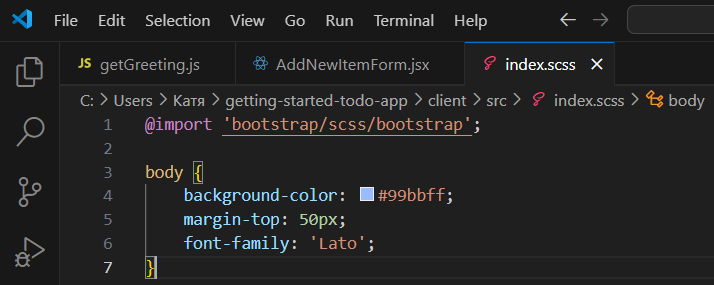 File Edit Selection View Go Run Terminal Help
JS getGreeting.js AddNewItemForm.jsx index.scss
C: > Users > Катя > getting-started-todo-app > client > src > index.scss > body
1 @import 'bootstrap/scss/bootstrap';
2
3 body {
4 background-color: #99bbff;
5 margin-top: 50px;
6 font-family: 'Lato';
7 }